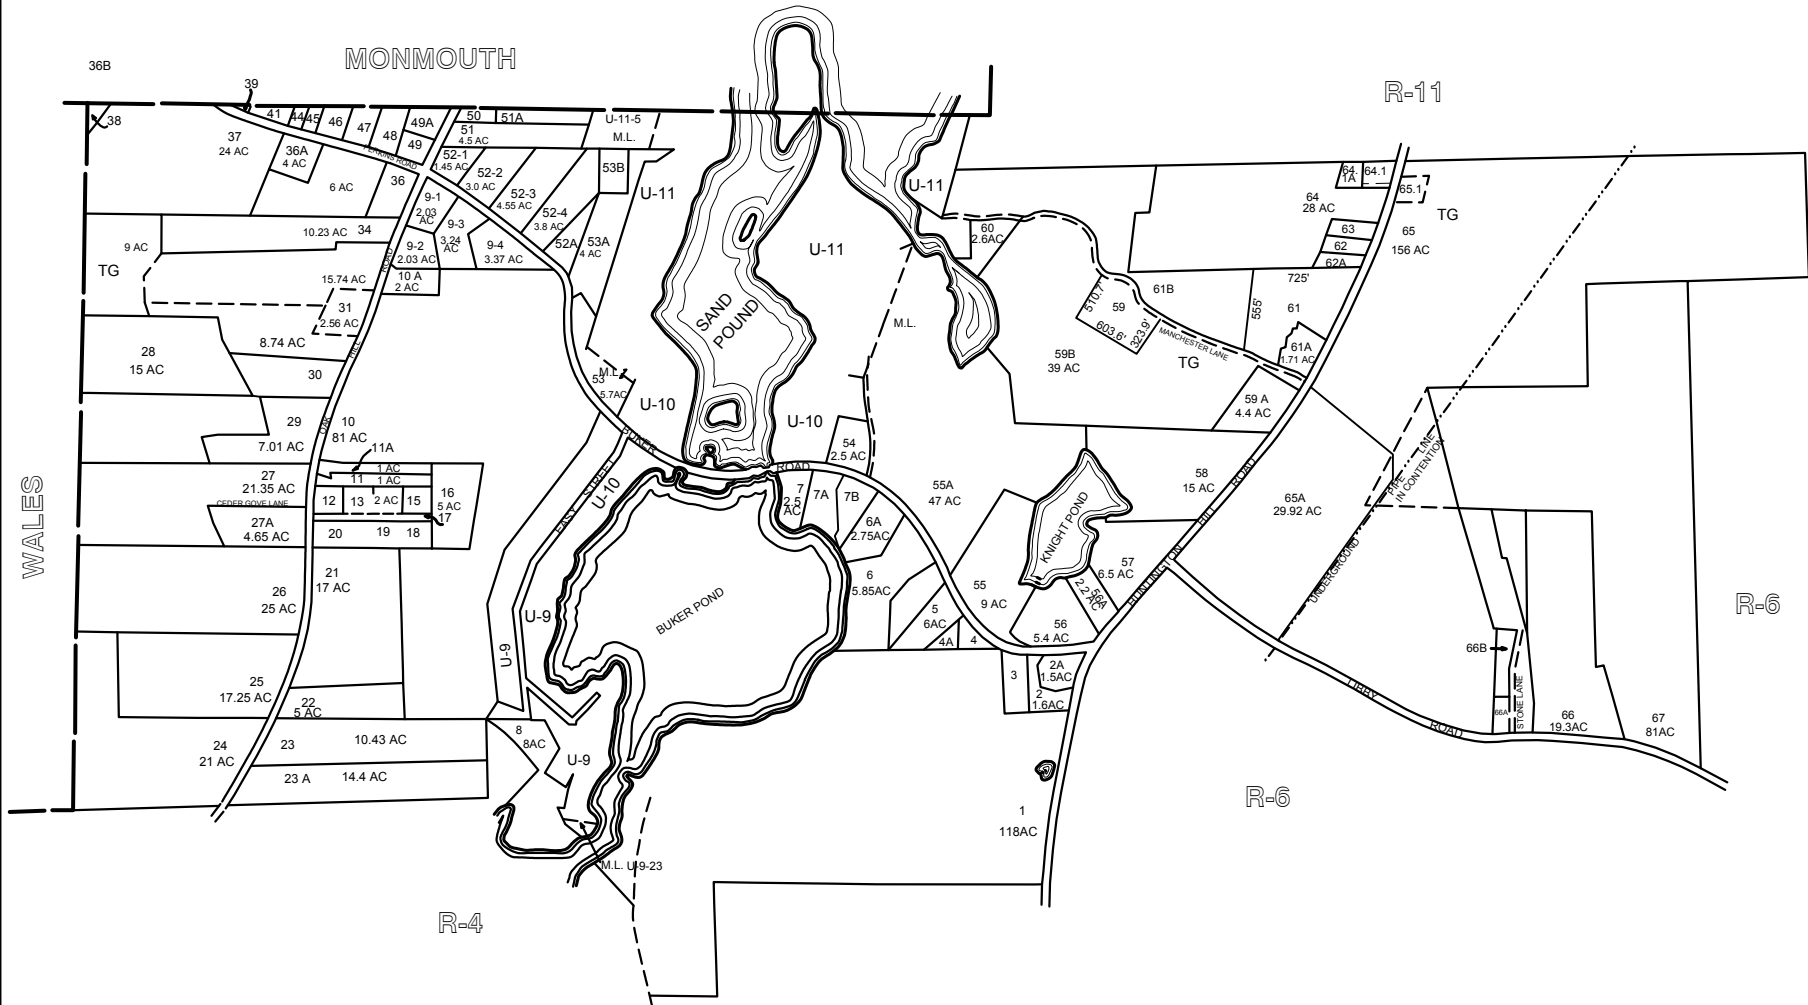 MONMOUTH
36B
R-11
39
38
41
44
45
46
47
48
49A
49
50
51A
51
4.5 AC
U-11-5
M.L.
37
24 AC
36A
4 AC
PERKINS ROAD
6 AC
36
52-1
1.45 AC
52-2
3.0 AC
52-3
4.55 AC
52-4
3.8 AC
52A
53A
4 AC
53B
U-11
U-11
U-11
64.
1A
64.1
65.1
64
28 AC
TG
65
156 AC
63
62
62A
9-1
2.03
AC
9-3
3.24
AC
9-2
2.03 AC
9-4
3.37 AC
10.23 AC
34
9 AC
TG
15.74 AC
10 A
2 AC
ROAD
31
2.56 AC
60
2.6AC
SAND
POUND
M.L.
510.7'
59
603.6'
323.9'
61B
725'
555'
61
61A
1.71 AC
MANCHESTER LANE
TG
8.74 AC
HILL
28
15 AC
30
59B
39 AC
M.L.
53
5.7AC
U-10
U-10
59 A
4.4 AC
29
7.01 AC
OAK
10
81 AC
11A
BUKER
ROAD
54
2.5 AC
LINE
PIPE
IN CONTENTION
27
21.35 AC
1 AC
11
1 AC
CEDER GOVE LANE
12
13
2 AC
15
16
5 AC
17
U-10
EASY STREET
7
2.5
AC
7A
7B
55A
47 AC
58
15 AC
ROAD
65A
29.92 AC
27A
4.65 AC
20
19
18
6A
2.75AC
KNIGHT POND
HILL
WALES
21
17 AC
57
6.5 AC
HUNTINGTON
UNDERGROUND
26
25 AC
BUKER POND
6
5.85AC
55
9 AC
56A
2.2 AC
R-6
U-9
5
6AC
4A
4
56
5.4 AC
66B
U-9
25
17.25 AC
3
2A
1.5AC
2
1.6AC
LIBBY
ROAD
66A
STONE LANE
66
19.3AC
67
81AC
22
5 AC
24
21 AC
23
10.43 AC
8
8AC
U-9
23 A
14.4 AC
R-6
1
118AC
M.L. U-9-23
R-4